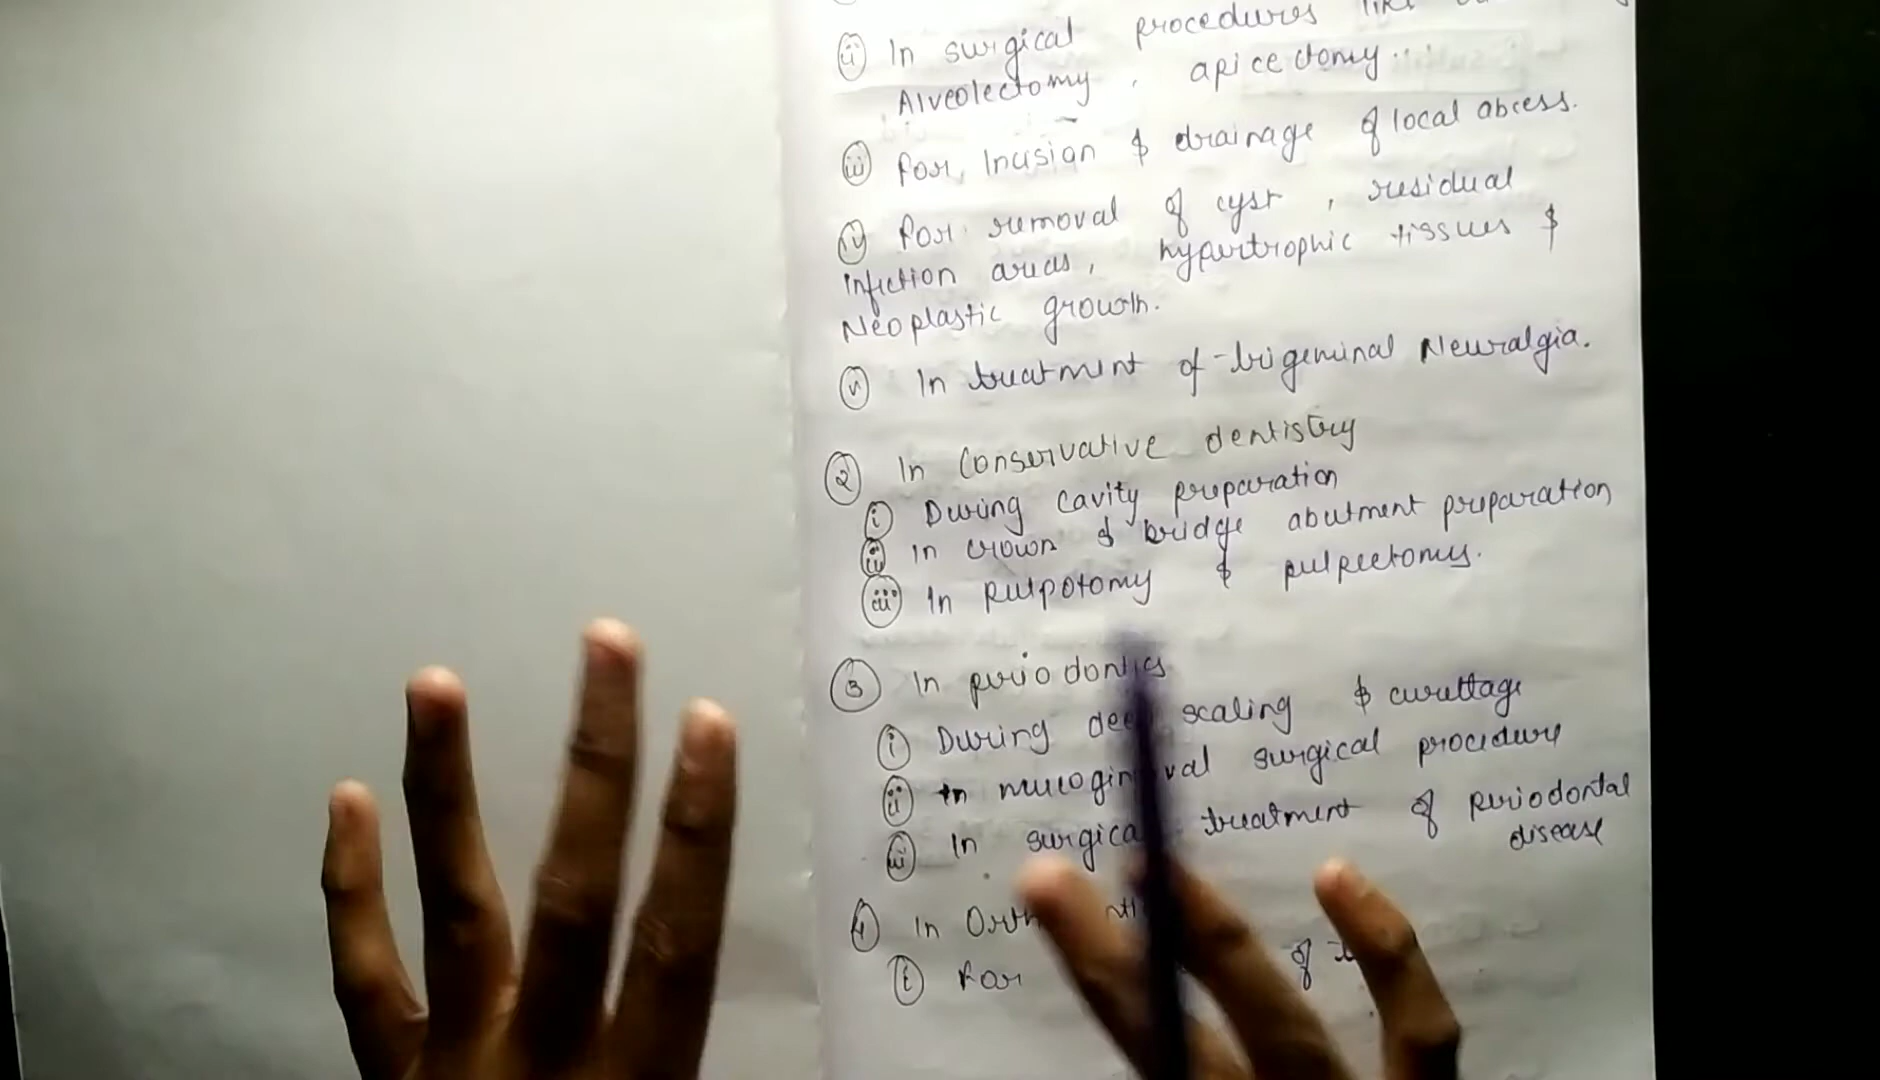 (ii) In surgical procedures like
Alveolectomy, apicectomy.
(iii) For, Incision & drainage of local abcess.
(iv) For removal of cyst, residual
infection areas, hypertrophic tissues &
Neoplastic growth.
(v) In treatment of trigeminal Neuralgia.
(2) In Conservative dentistry
(i) During Cavity preparation
(ii) In crown & bridge abutment preparation
(iii) In Pulpotomy & pulpectomy.
(3) In periodontics
(i) During scaling & curettage
(ii) In surgical procedure
(iii) In treatment of periodontal
disease
(4) In
(i) For of